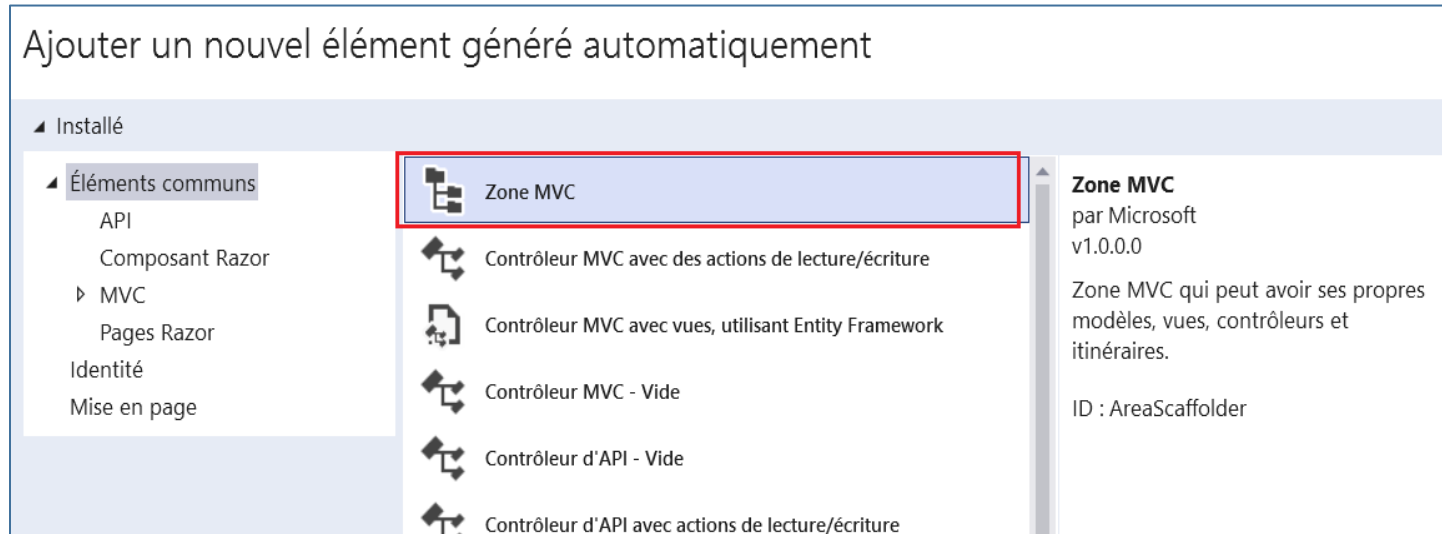 Ajouter un nouvel élément généré automatiquement
Installé
Éléments communs
API
Composant Razor
MVC
Pages Razor
Identité
Mise en page
Zone MVC
Contrôleur MVC avec des actions de lecture/écriture
Contrôleur MVC avec vues, utilisant Entity Framework
Contrôleur MVC - Vide
Contrôleur d'API - Vide
Contrôleur d'API avec actions de lecture/écriture
Zone MVC
par Microsoft
v1.0.0.0
Zone MVC qui peut avoir ses propres
modèles, vues, contrôleurs et
itinéraires.
ID : AreaScaffolder